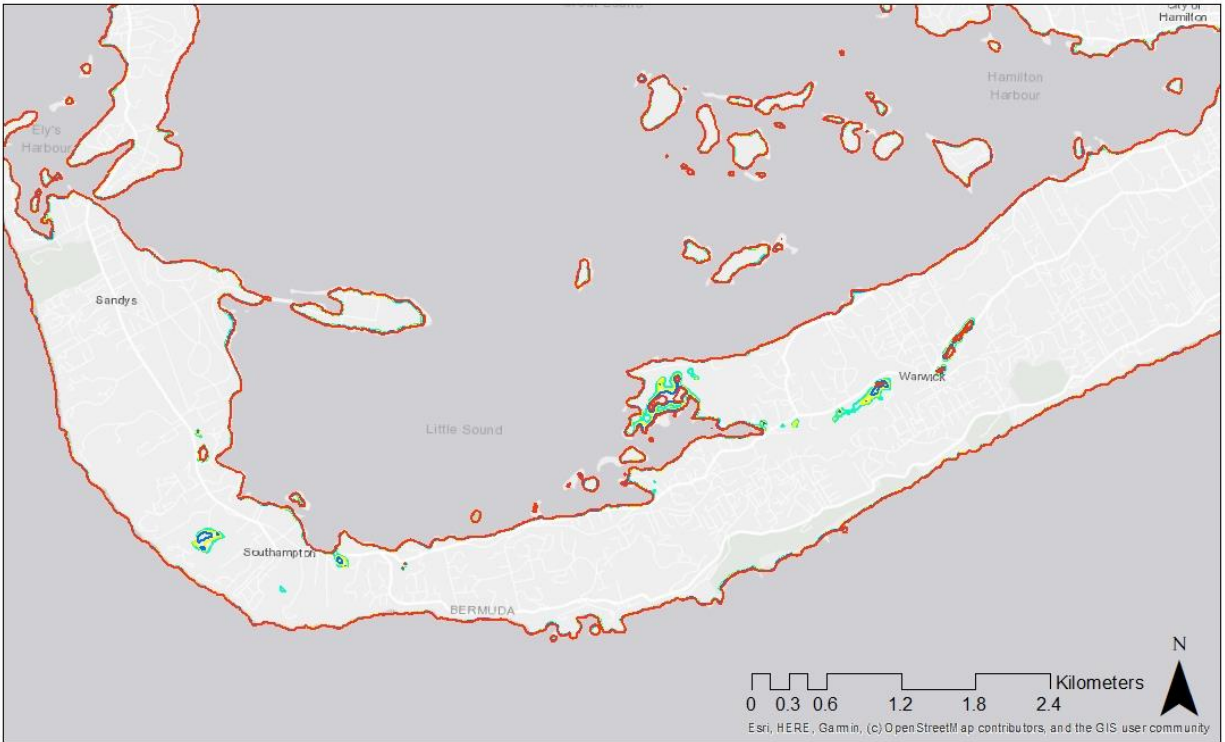 City of
Hamilton
Hamilton
Harbour
Ely's
Harbour
Sandys
Warwick
Little Sound
Southampton
BERMUDA
N
Kilometers
0 0.3 0.6 1.2 1.8 2.4
Esri, HERE, Garmin, (c) OpenStreetMap contributors, and the GIS user community